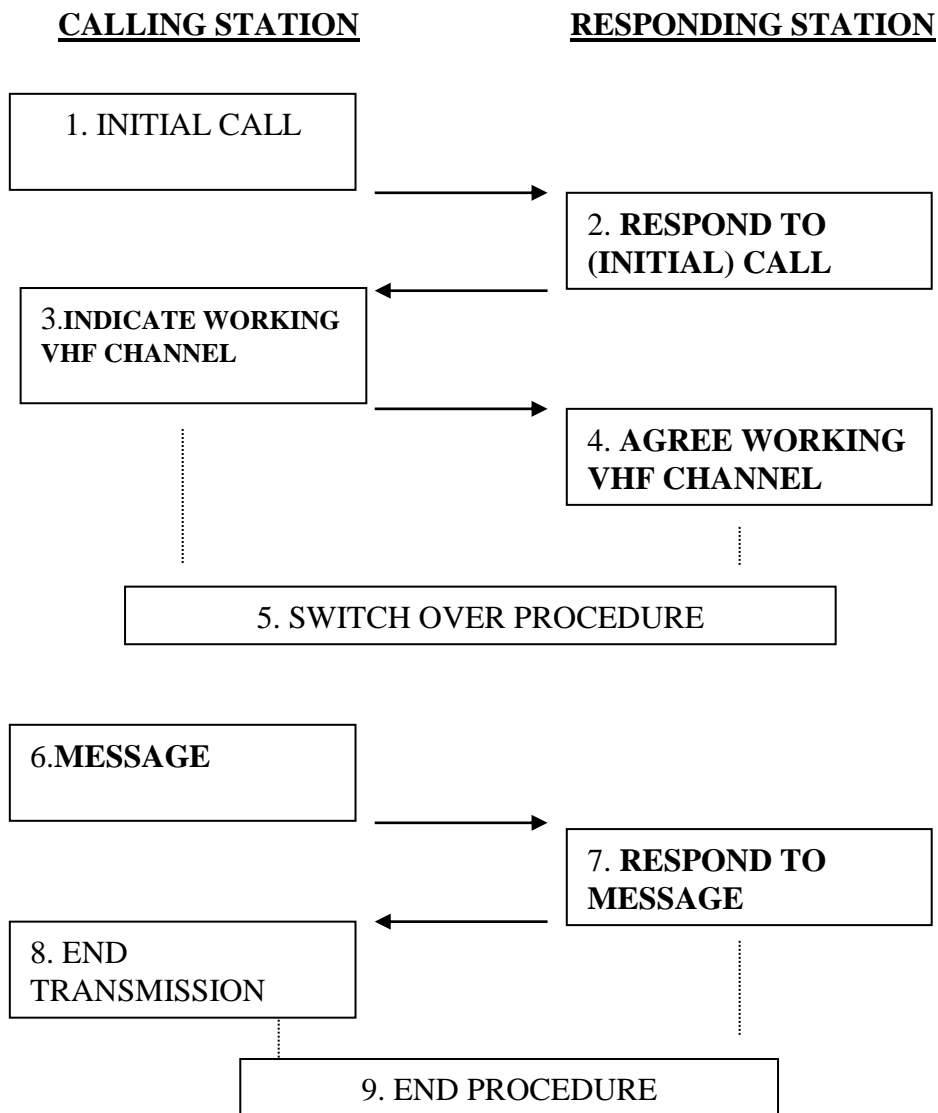 CALLING STATION
RESPONDING STATION
1. INITIAL CALL
2. RESPOND TO
(INITIAL) CALL
3.INDICATE WORKING
VHF CHANNEL
4. AGREE WORKING
VHF CHANNEL
5. SWITCH OVER PROCEDURE
6.MESSAGE
7. RESPOND TO
MESSAGE
8. END
TRANSMISSION
9. END PROCEDURE